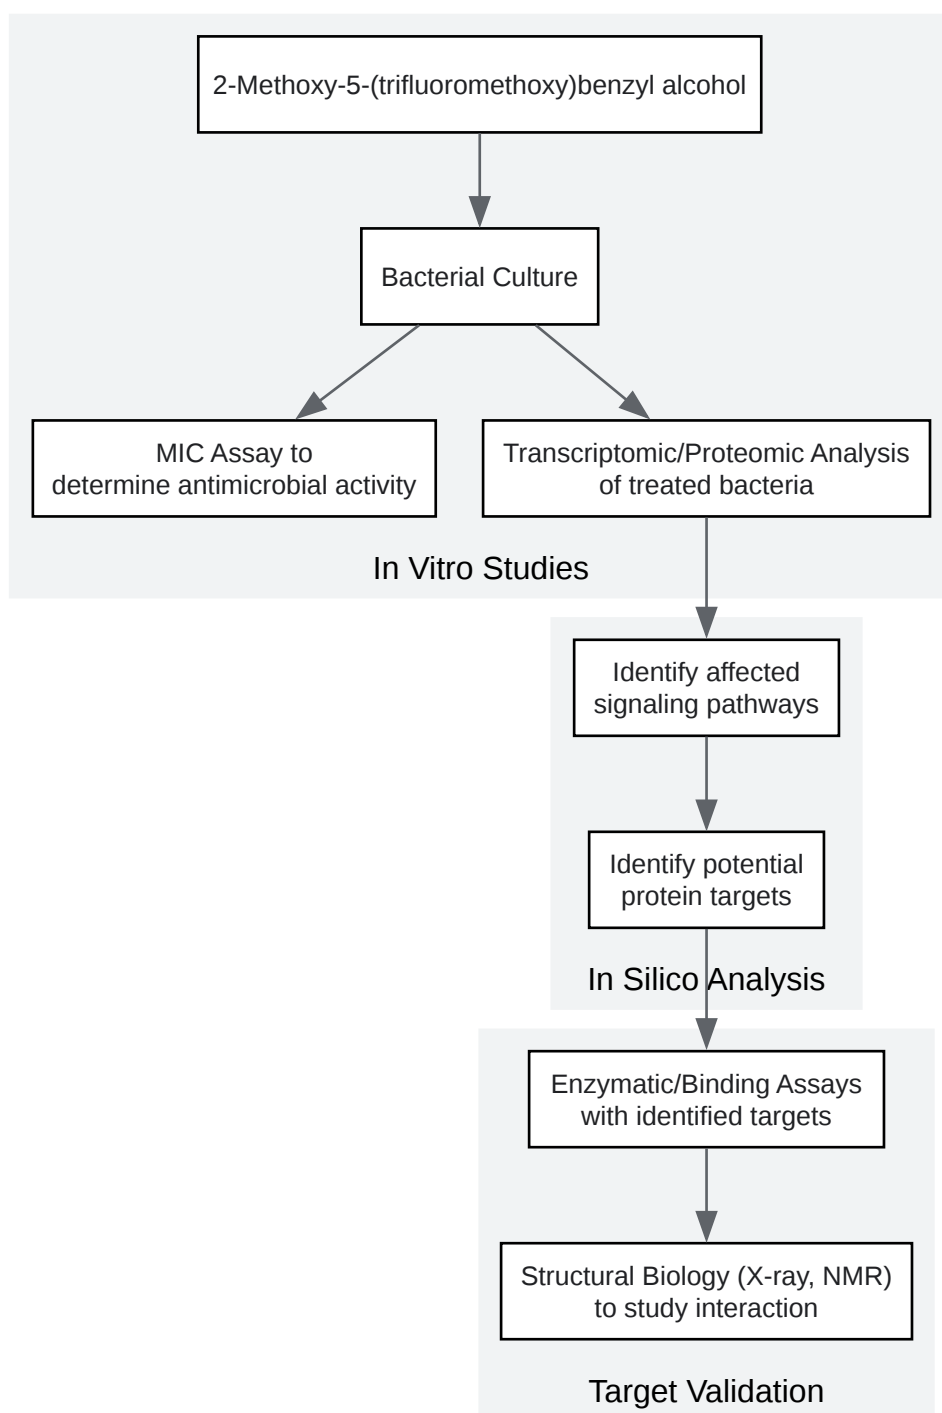 2-Methoxy-5-(trifluoromethoxy)benzyl alcohol
Bacterial Culture
MIC Assay to
determine antimicrobial activity
Transcriptomic/Proteomic Analysis
of treated bacteria
In Vitro Studies
Identify affected
signaling pathways
Identify potential
protein targets
In Silico Analysis
Enzymatic/Binding Assays
with identified targets
Structural Biology (X-ray, NMR)
to study interaction
Target Validation